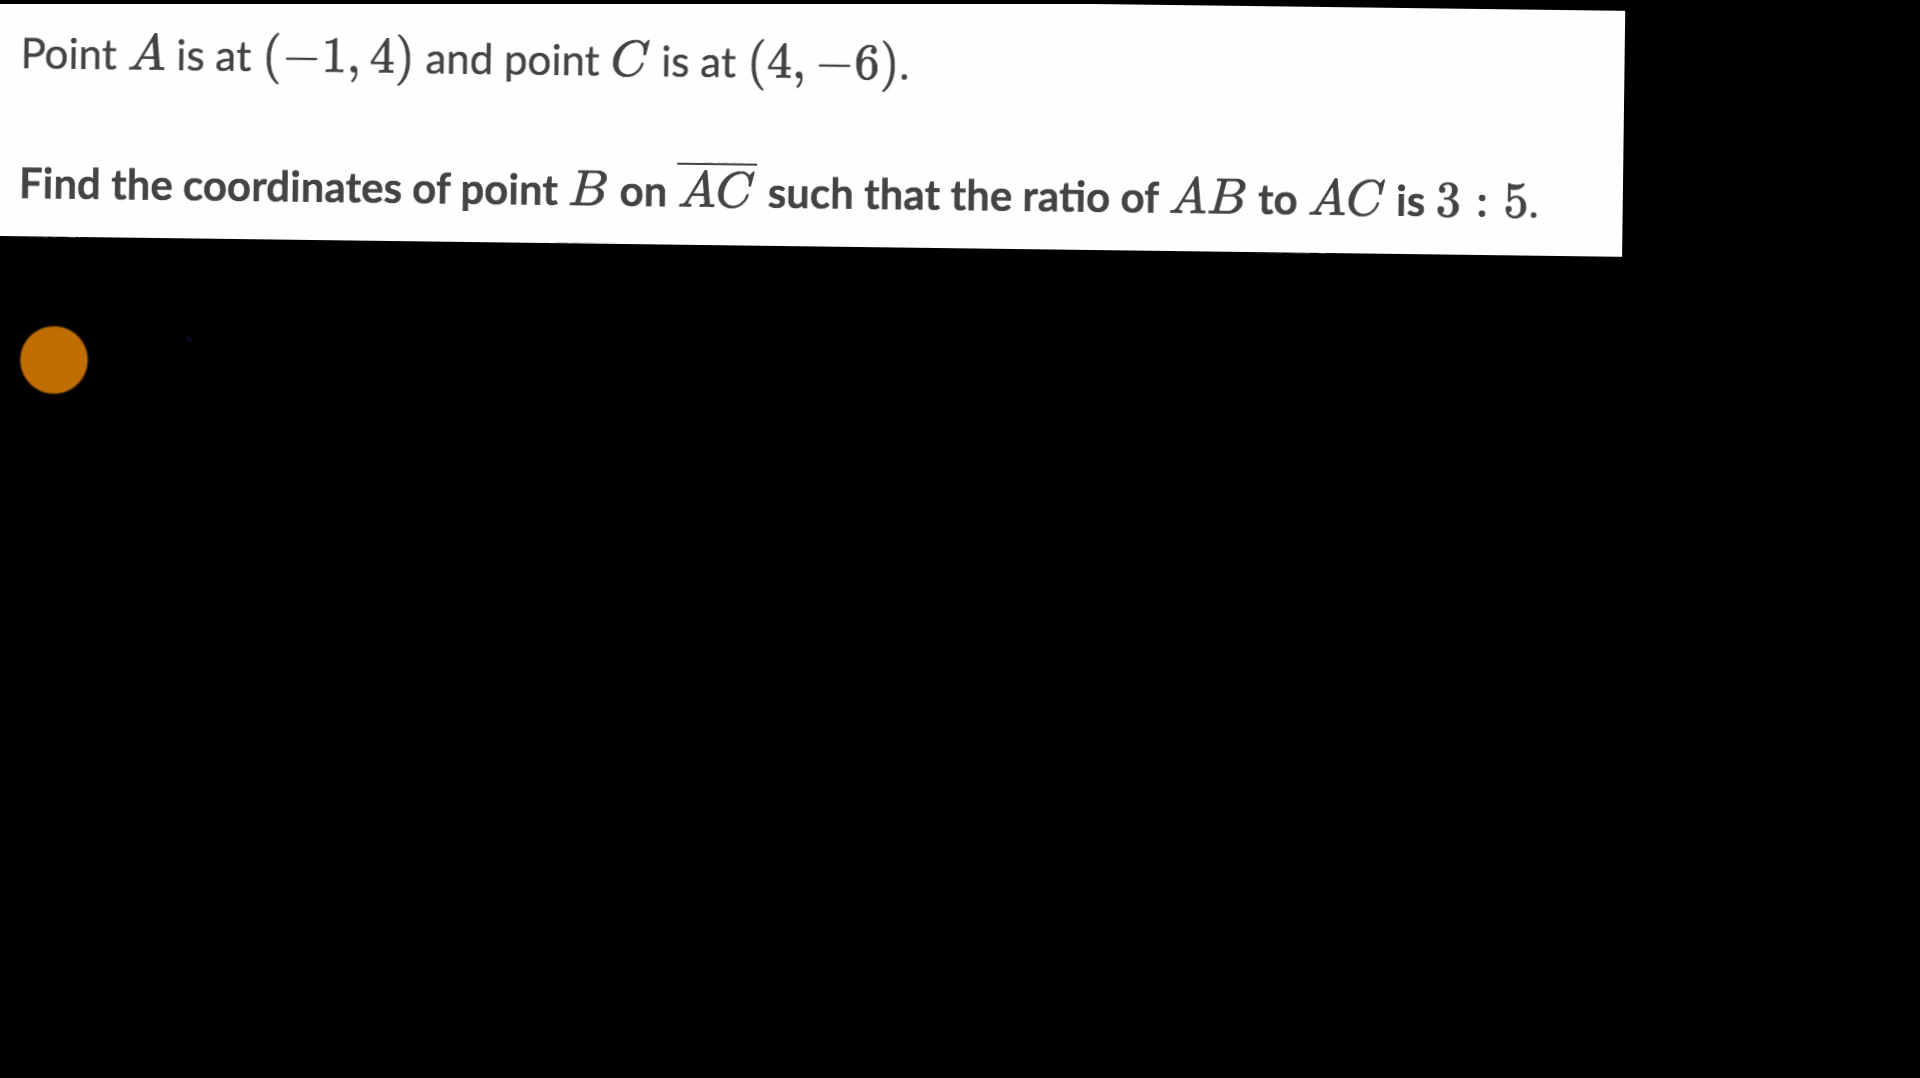 Point A is at (−1, 4) and point C is at (4, −6).
Find the coordinates of point B on A͞C͞ such that the ratio of AB to AC is 3 : 5.